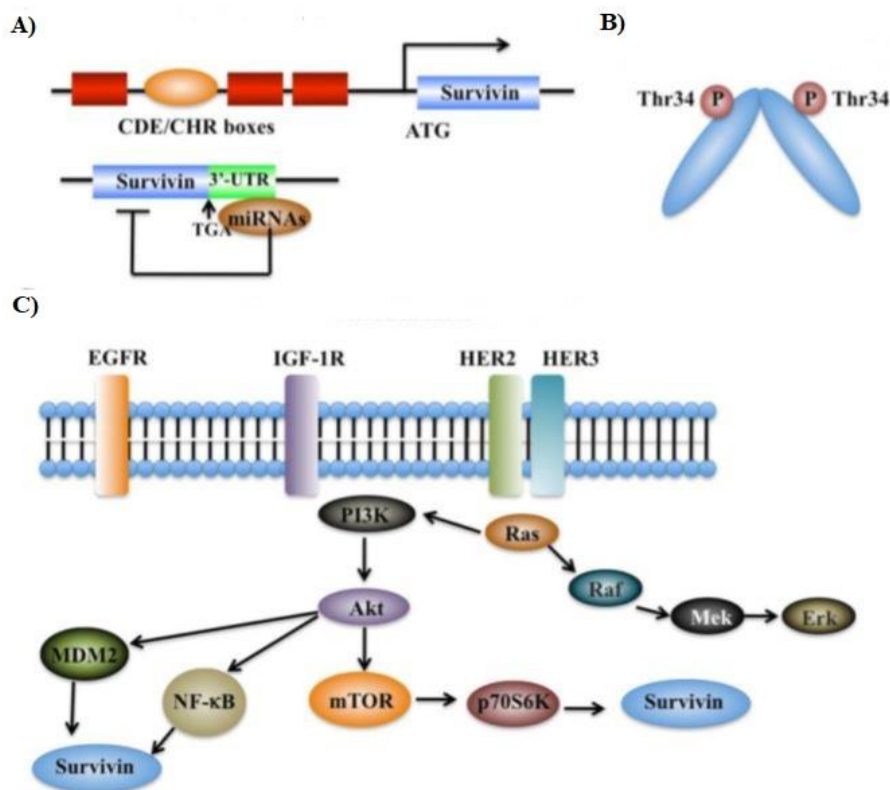 A)
CDE/CHR boxes
Survivin
ATG
Survivin 3'-UTR
TGA miRNAs
B)
Thr34 P P Thr34
C)
EGFR IGF-1R HER2 HER3
PI3K
Ras
Raf
Akt
Mek Erk
MDM2
NF-κB
mTOR p70S6K Survivin
Survivin